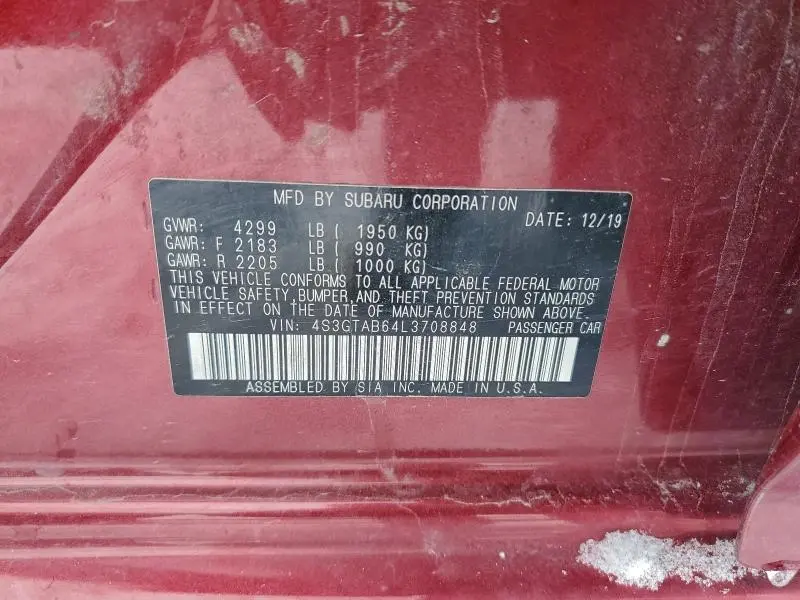 MFD BY SUBARU CORPORATION
DATE: 12/19
GVWR: 4299 LB ( 1950 KG)
GAWR: F 2183 LB ( 990 KG)
GAWR: R 2205 LB ( 1000 KG)
THIS VEHICLE CONFORMS TO ALL APPLICABLE FEDERAL MOTOR
VEHICLE SAFETY,BUMPER,AND THEFT PREVENTION STANDARDS
IN EFFECT ON THE DATE OF MANUFACTURE SHOWN ABOVE.
VIN: 4S3GTAB64L3708848 PASSENGER CAR
ASSEMBLED BY SIA INC. MADE IN U.S.A.